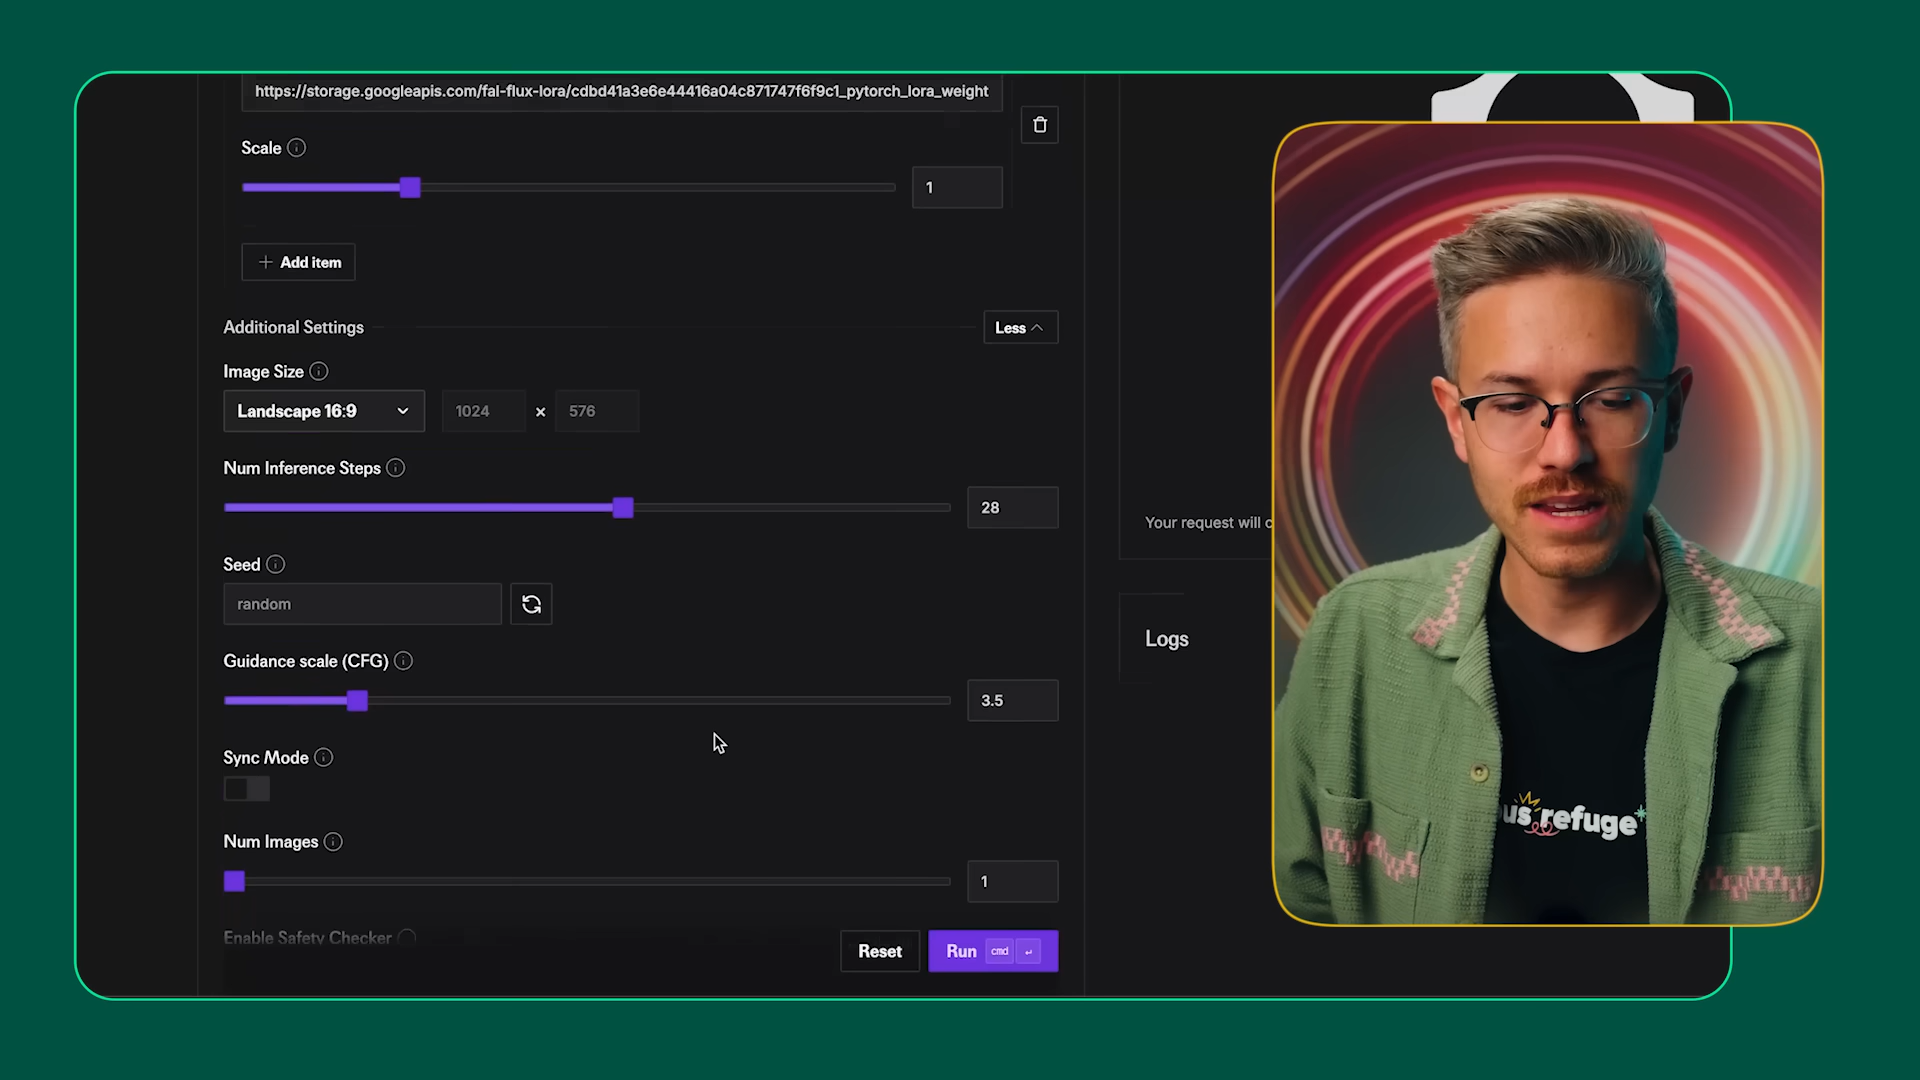 https://storage.googleapis.com/fal-flux-lora/cdbd41a3e6e44416a04c871747f6f9c1_pytorch_lora_weight
Scale
1
Add item
Additional Settings
Less
Image Size
Landscape 16:9
1024 × 576
Num Inference Steps
28
Seed
random
Guidance scale (CFG)
3.5
Sync Mode
Num Images
1
Enable Safety Checker
Reset
Run cmd ↵
Your request will c
Logs
ous refuge*